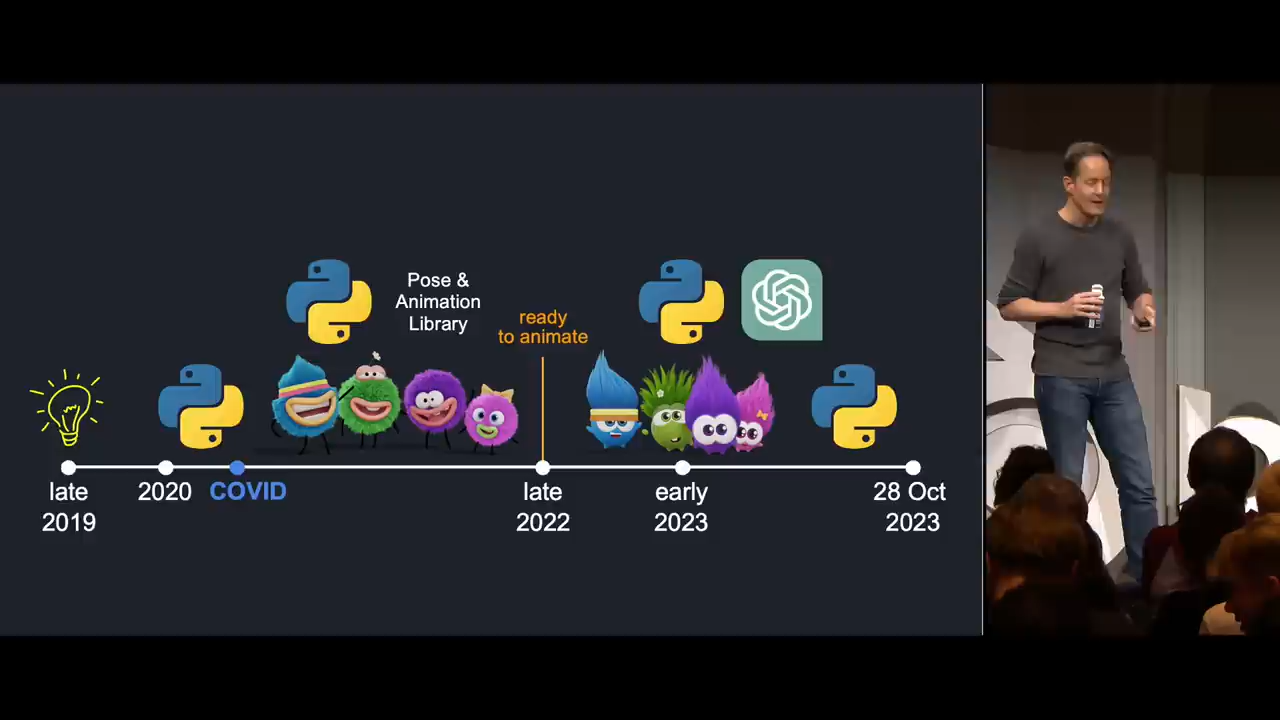 Pose &
Animation
Library
ready
to animate
late
2019
2020
COVID
late
2022
early
2023
28 Oct
2023